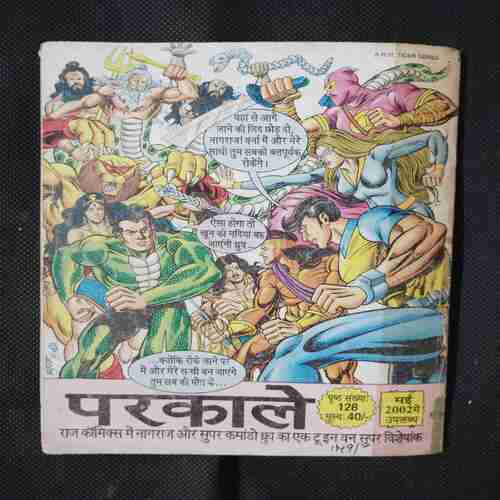 यहां से आगे
जाने की जिद छोड़ दो,
नागराज! वर्ना मैं और मेरे
साथी तुम सबको बलपूर्वक
रोकेंगे।
ऐसा होगा तो
खून की नदियां बह
जाएंगी ध्रुव...
...क्योंकि रोके जाने पर
मैं और मेरे साथी बन जाएंगे
तुम सब की मौत के...
परकाले
पृष्ठ संख्या
128
मूल्य: 40/-
मई
2002 में
उपलब्ध
राज कॉमिक्स में नागराज और सुपर कमांडो ध्रुव का एक टू इन वन सुपर विशेषांक